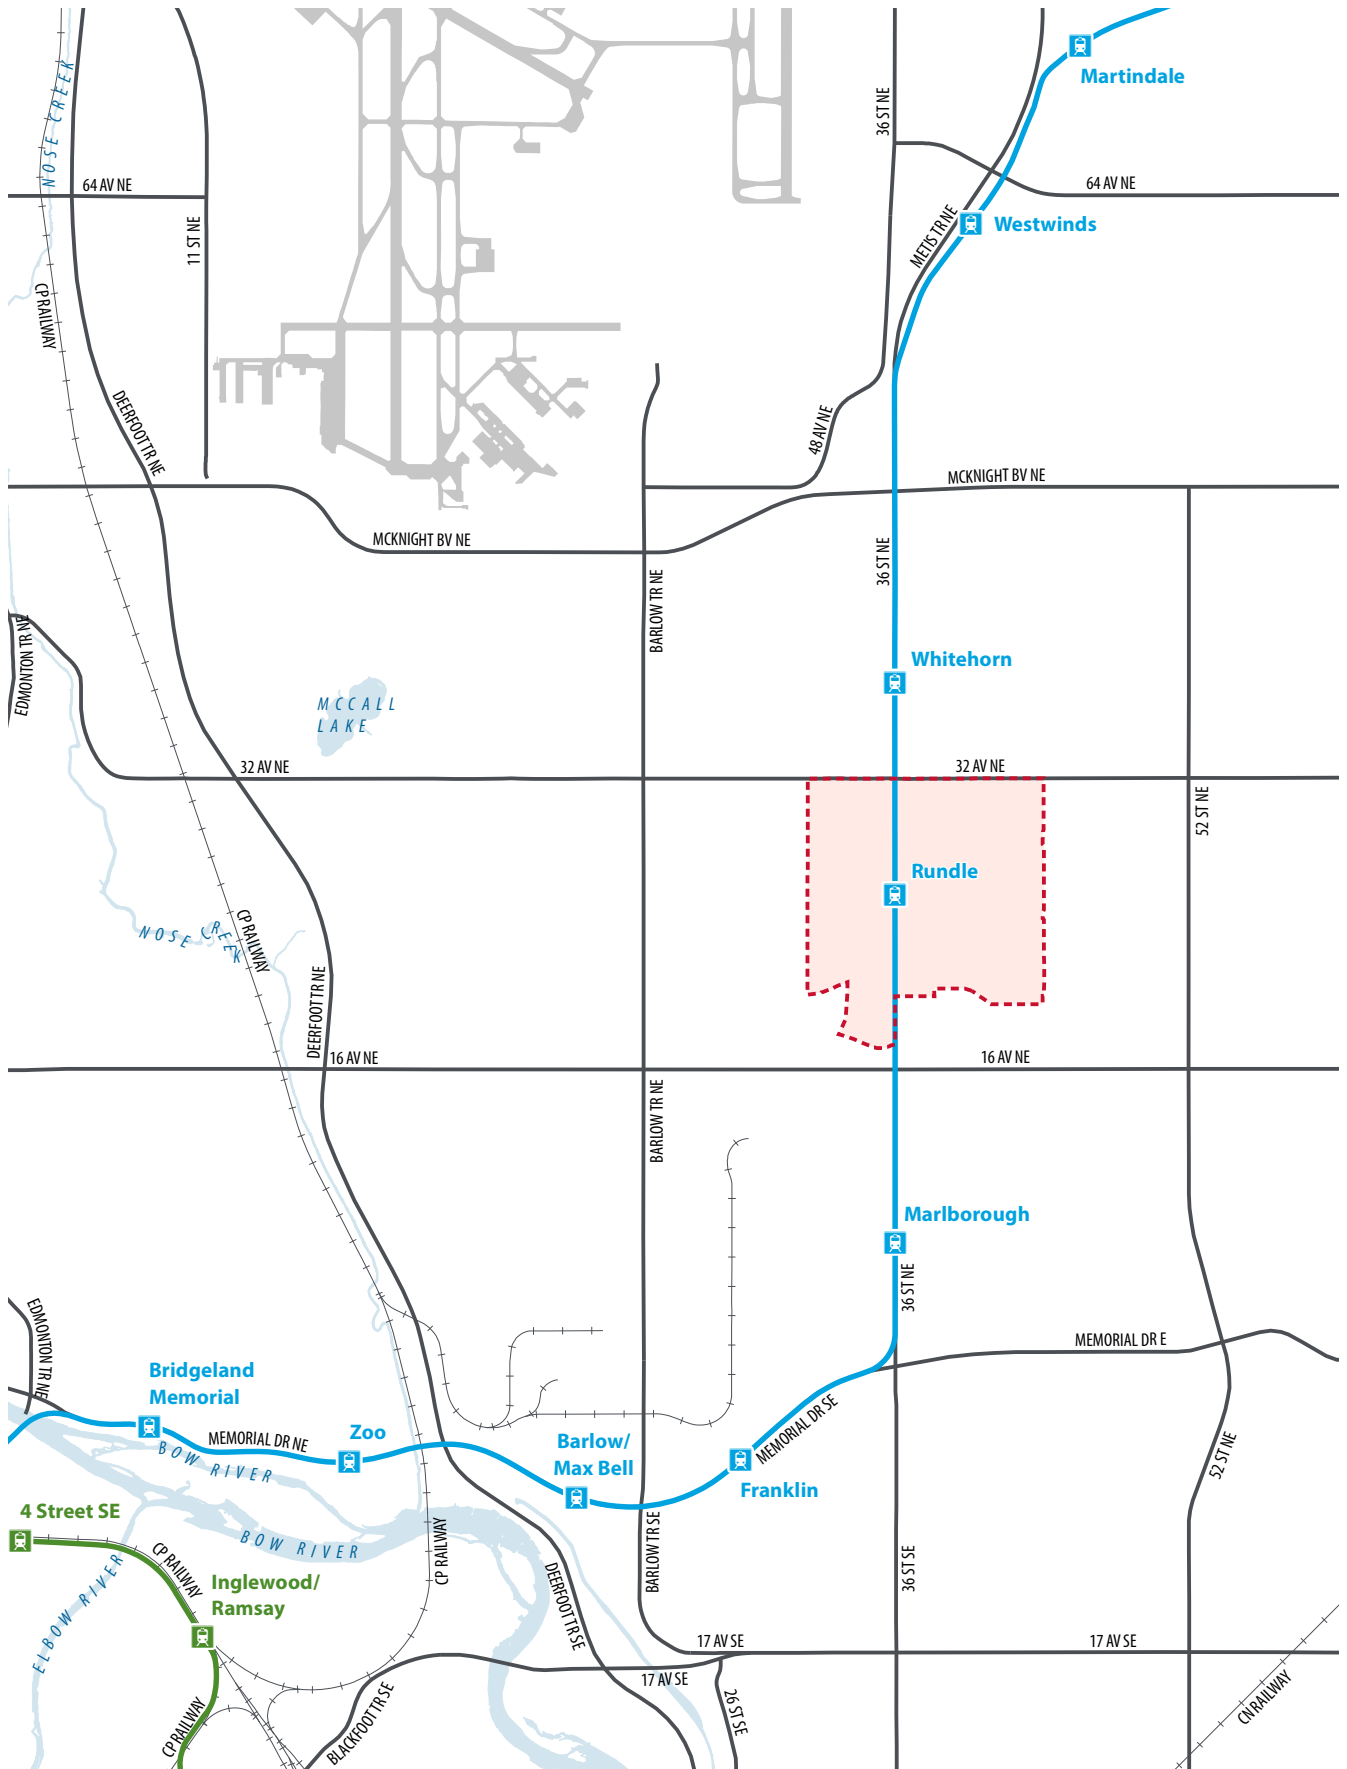 Martindale
NOSE CREEK
36 ST NE
64 AV NE
64 AV NE
11 ST NE
METIS TR NE
Westwinds
CP RAILWAY
DEERFOOT TR NE
48 AV NE
MCKNIGHT BV NE
MCKNIGHT BV NE
36 ST NE
BARLOW TR NE
EDMONTON TR NE
Whitehorn
MCCALL
LAKE
32 AV NE
32 AV NE
52 ST NE
Rundle
NOSE CREEK
CP RAILWAY
DEERFOOT TR NE
16 AV NE
16 AV NE
BARLOW TR NE
Marlborough
36 ST NE
EDMONTON TR NE
MEMORIAL DR E
Bridgeland
Memorial
MEMORIAL DR NE
Zoo
BOW RIVER
Barlow/
Max Bell
MEMORIAL DR SE
Franklin
52 ST NE
4 Street SE
BOW RIVER
CP RAILWAY
CP RAILWAY
BARLOW TR SE
36 ST SE
ELBOW RIVER
Inglewood/
Ramsay
DEERFOOT TR SE
17 AV SE
17 AV SE
17 AV SE
26 ST SE
CP RAILWAY
BLACKFOOT TR SE
CN RAILWAY